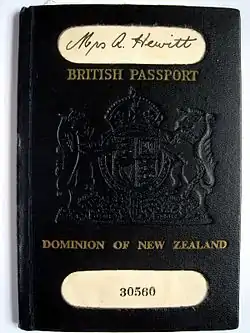 Mrs A. Hewitt
BRITISH PASSPORT
DOMINION OF NEW ZEALAND
30560